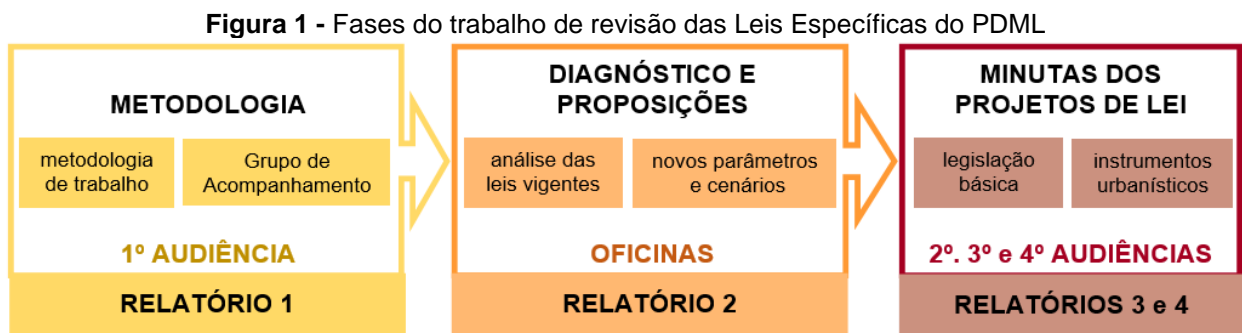 Figura 1 - Fases do trabalho de revisão das Leis Específicas do PDML
METODOLOGIA
metodologia
de trabalho
Grupo de
Acompanhamento
1º AUDIÊNCIA
RELATÓRIO 1
DIAGNÓSTICO E
PROPOSIÇÕES
análise das
leis vigentes
novos parâmetros
e cenários
OFICINAS
RELATÓRIO 2
MINUTAS DOS
PROJETOS DE LEI
legislação
básica
instrumentos
urbanísticos
2º. 3º e 4º AUDIÊNCIAS
RELATÓRIOS 3 e 4